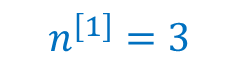 n^[1] = 3